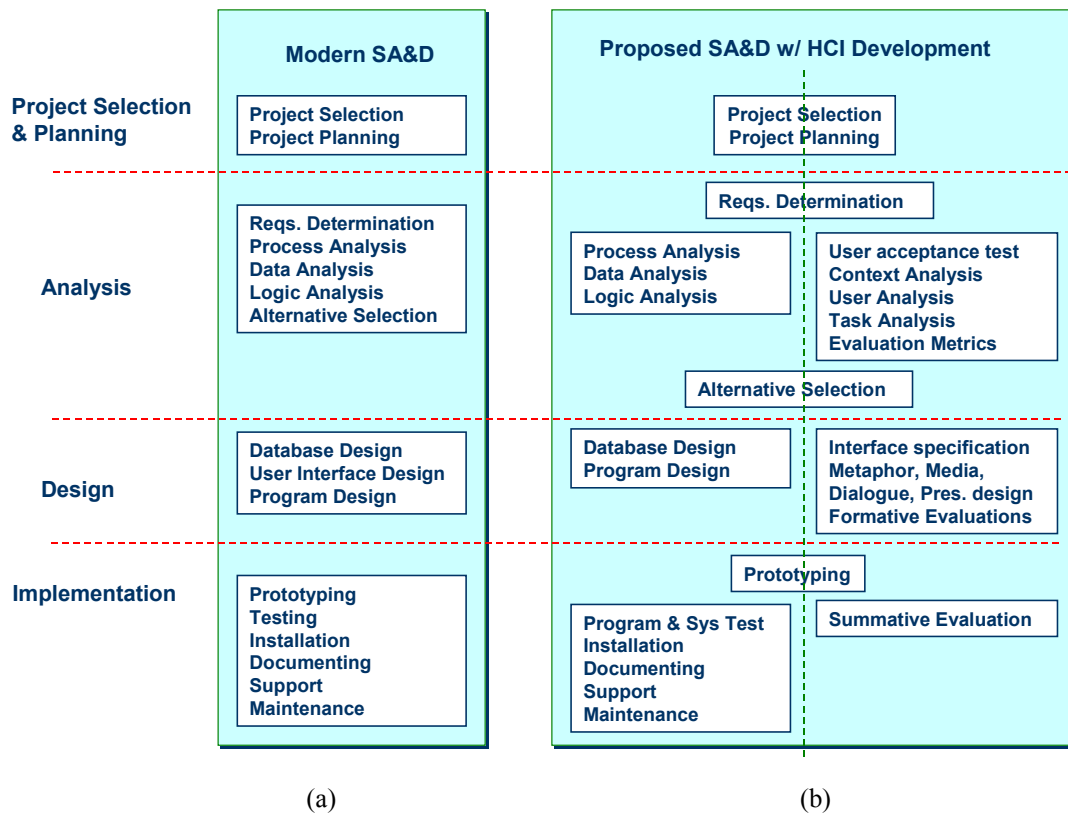 Modern SA&D
Proposed SA&D w/ HCI Development
Project Selection
& Planning
Project Selection
Project Planning
Project Selection
Project Planning
Analysis
Reqs. Determination
Process Analysis
Data Analysis
Logic Analysis
Alternative Selection
Reqs. Determination
Process Analysis
Data Analysis
Logic Analysis
User acceptance test
Context Analysis
User Analysis
Task Analysis
Evaluation Metrics
Alternative Selection
Design
Database Design
User Interface Design
Program Design
Database Design
Program Design
Interface specification
Metaphor, Media,
Dialogue, Pres. design
Formative Evaluations
Implementation
Prototyping
Testing
Installation
Documenting
Support
Maintenance
Prototyping
Program & Sys Test
Installation
Documenting
Support
Maintenance
Summative Evaluation
(a)
(b)